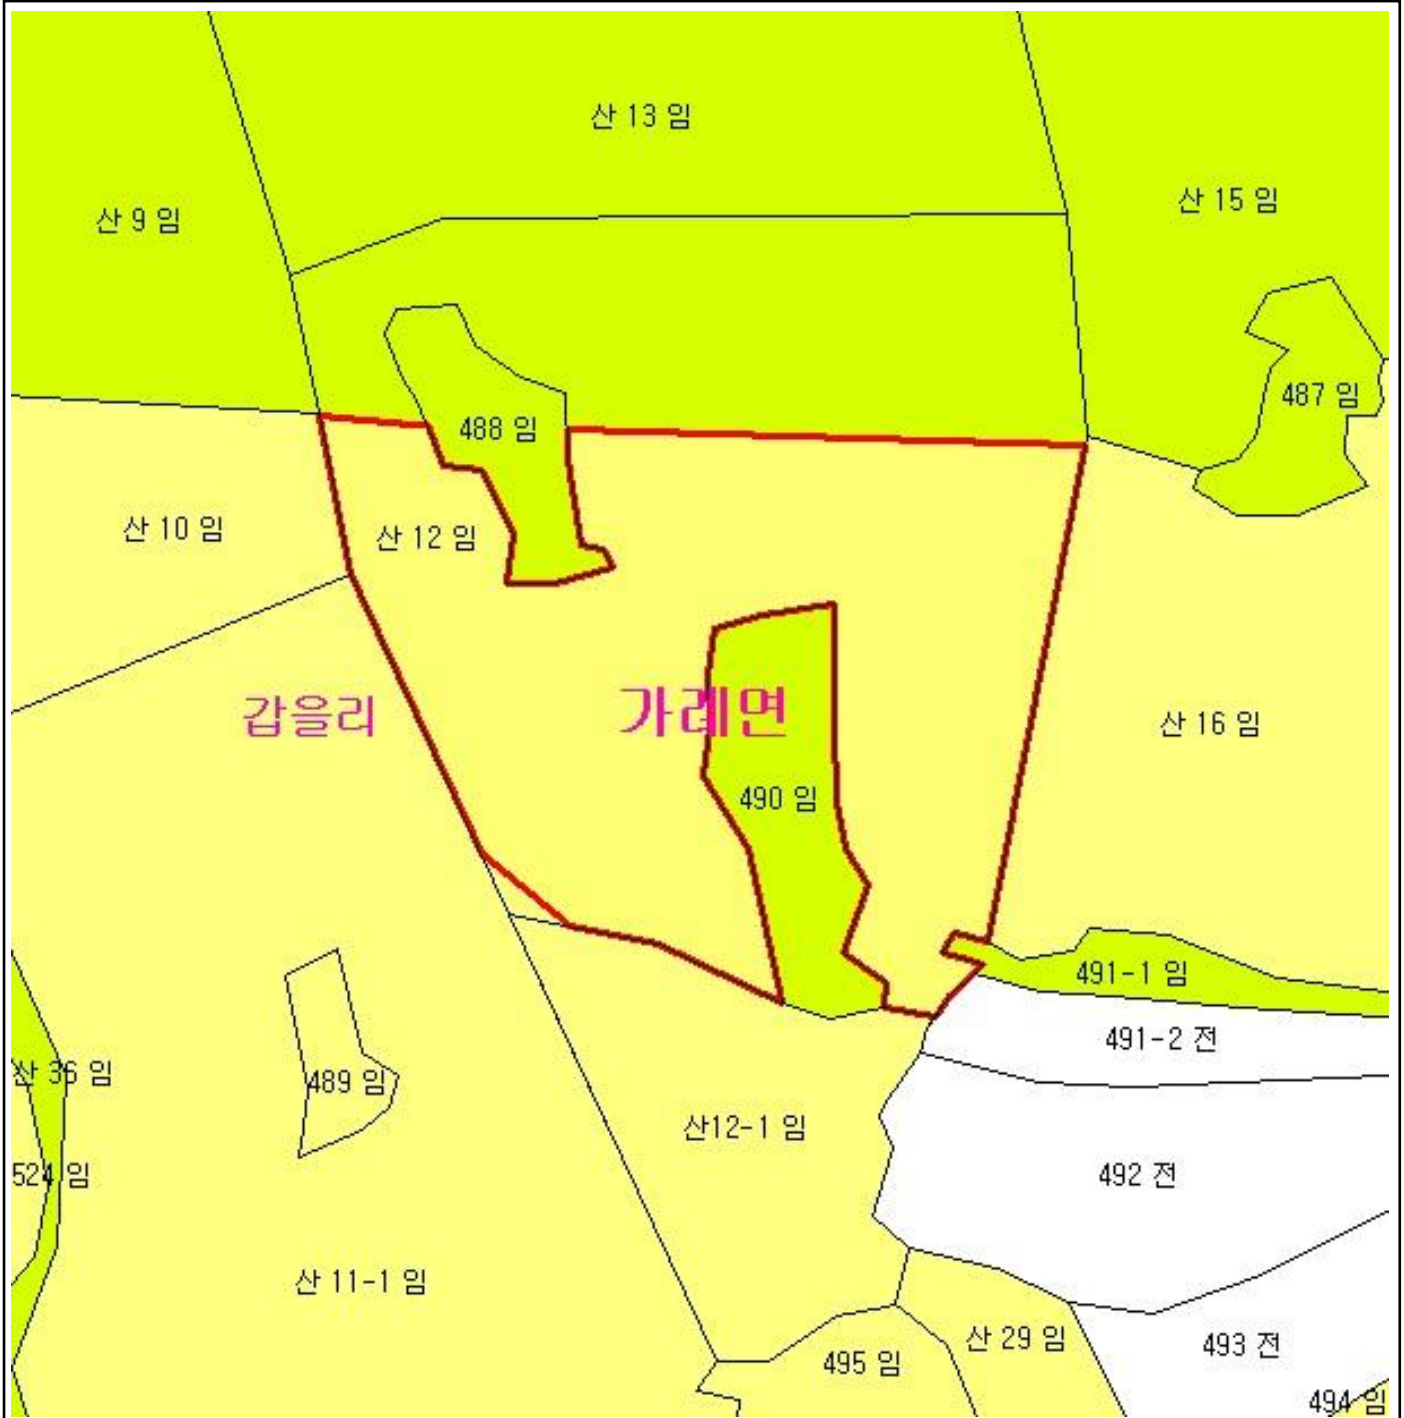 산 13 임
산 15 임
산 9 임
487 임
488 임
산 10 임
산 12 임
갑을리
가례면
산 16 임
490 임
491-1 임
491-2 전
산 36 임
489 임
산12-1 임
524 임
492 전
산 11-1 임
산 29 임
493 전
495 임
494 임